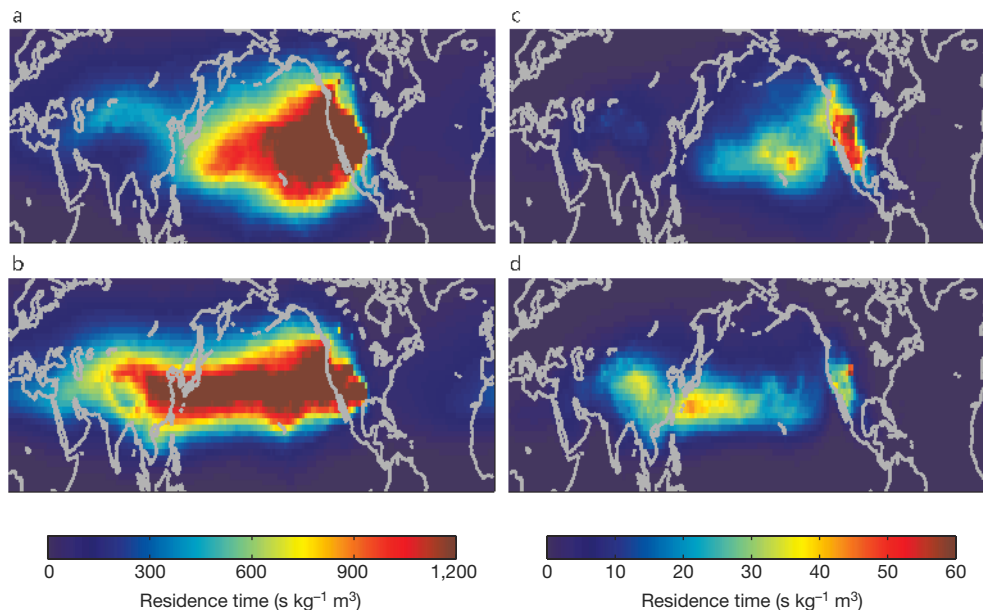 a
c
b
d
0 300 600 900 1,200
Residence time (s kg⁻¹ m³)
0 10 20 30 40 50 60
Residence time (s kg⁻¹ m³)